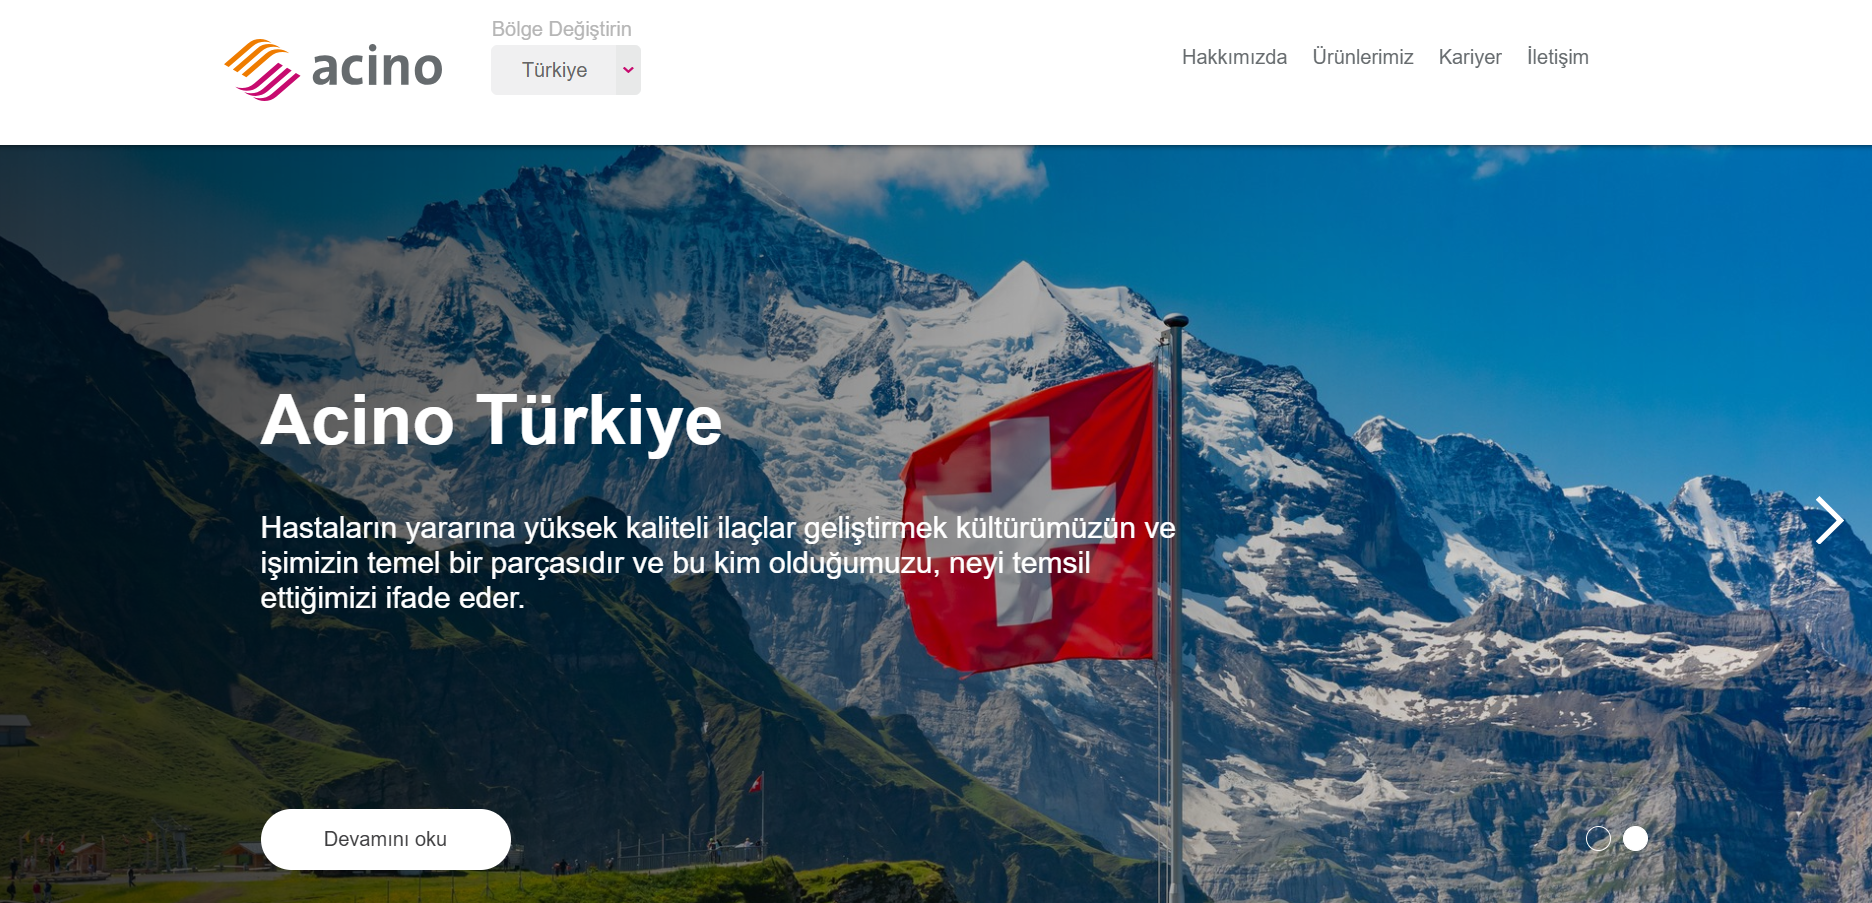 Bölge Değiştirin
acino
Türkiye
Hakkımızda Ürünlerimiz Kariyer İletişim
Acino Türkiye
Hastaların yararına yüksek kaliteli ilaçlar geliştirmek kültürümüzün ve
işimizin temel bir parçasıdır ve bu kim olduğumuzu, neyi temsil
ettiğimizi ifade eder.
Devamını oku